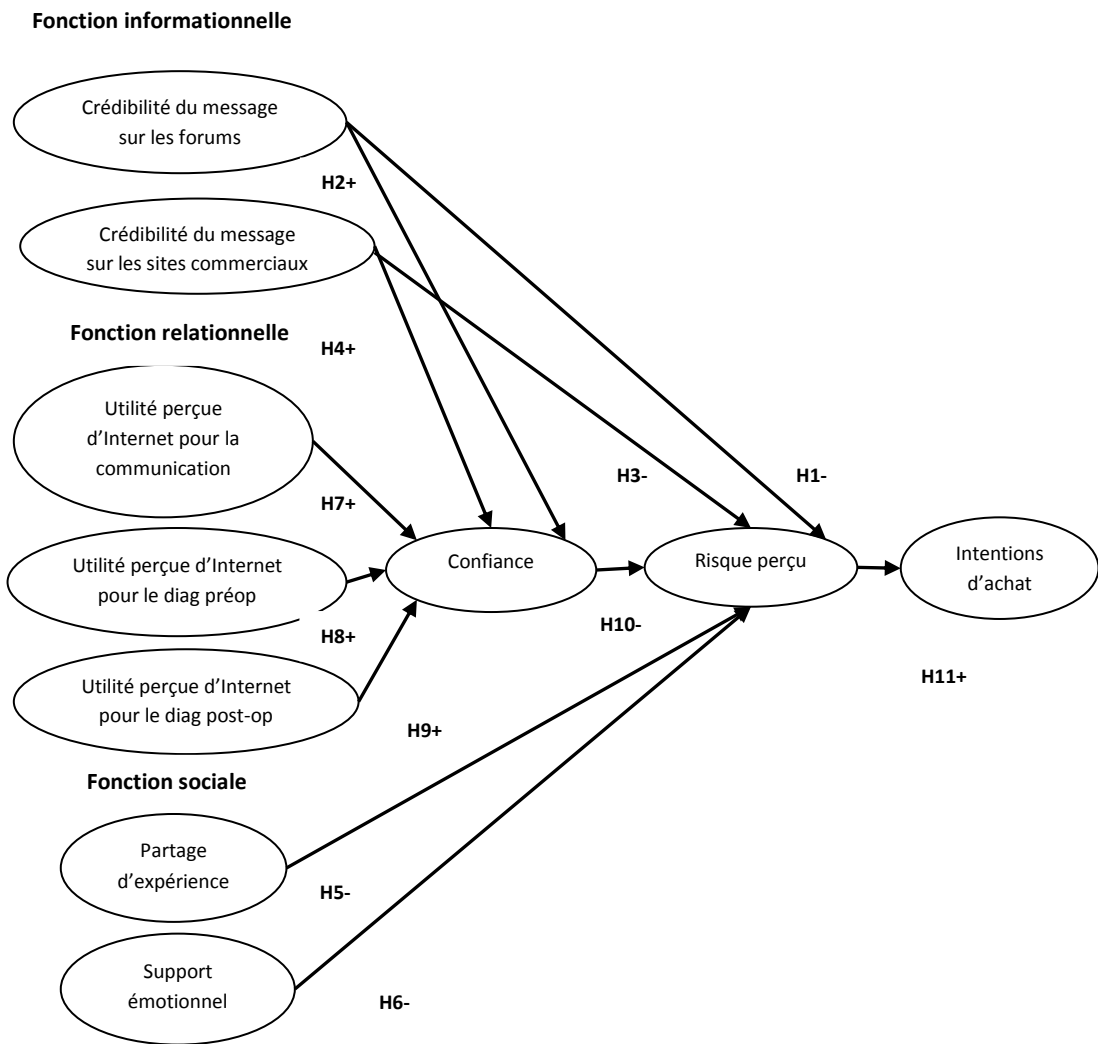 Fonction informationnelle
Crédibilité du message
sur les forums
H2+
Crédibilité du message
sur les sites commerciaux
Fonction relationnelle
H4+
Utilité perçue
d’Internet pour la
communication
H3-
H1-
H7+
Confiance
Risque perçu
Intentions
d’achat
Utilité perçue d’Internet
pour le diag préop
H8+
H10-
Utilité perçue d’Internet
pour le diag post-op
H11+
H9+
Fonction sociale
Partage
d’expérience
H5-
Support
émotionnel
H6-